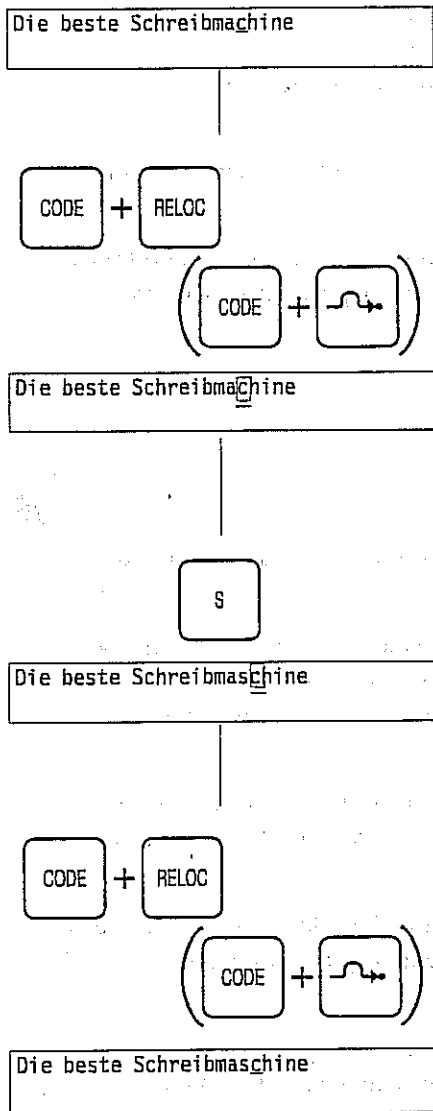 Die beste Schreibmachine
CODE + RELOC
( CODE + )
Die beste Schreibmachine
S
Die beste Schreibmaschine
CODE + RELOC
( CODE + )
Die beste Schreibmaschine